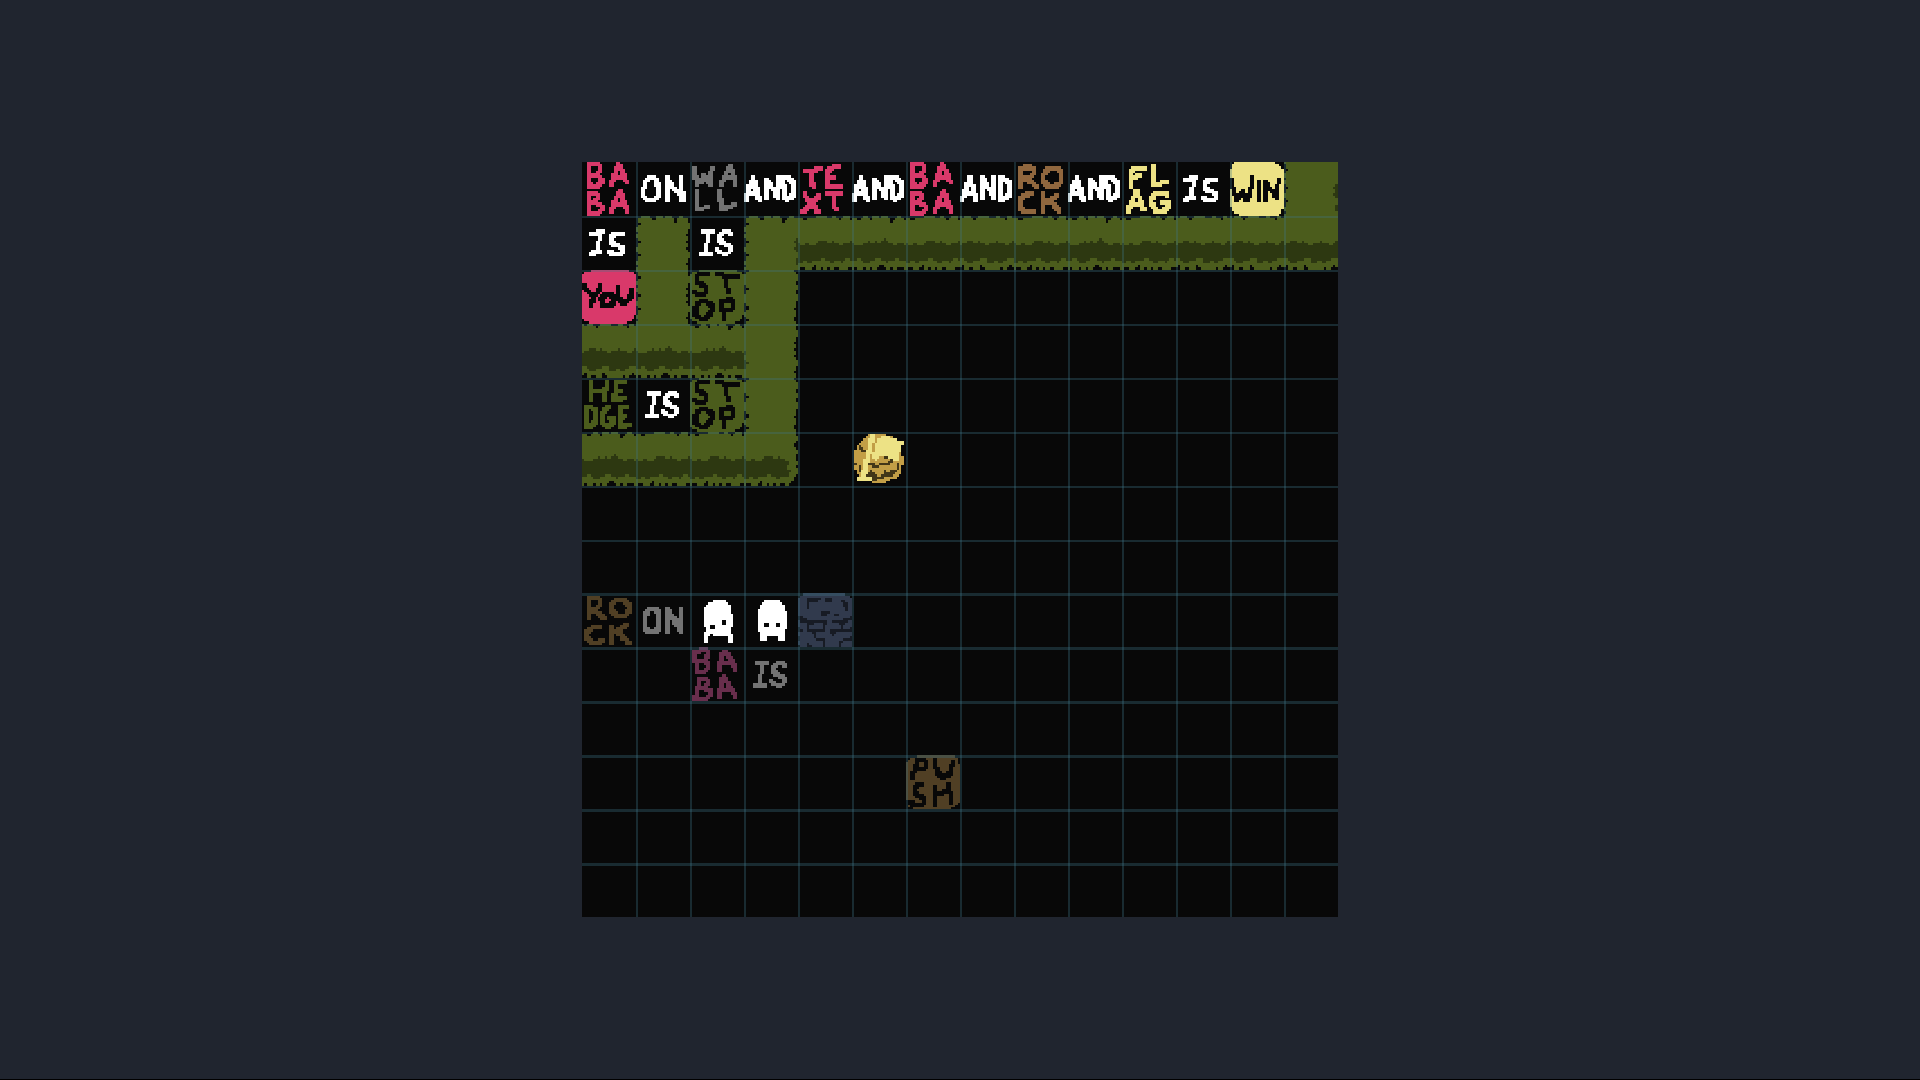 BABA ON WALL AND TEXT AND BABA AND ROCK AND FLAG IS WIN
IS IS
YOU STOP
HEDGE IS STOP
ROCK ON
BABA IS
PUSH